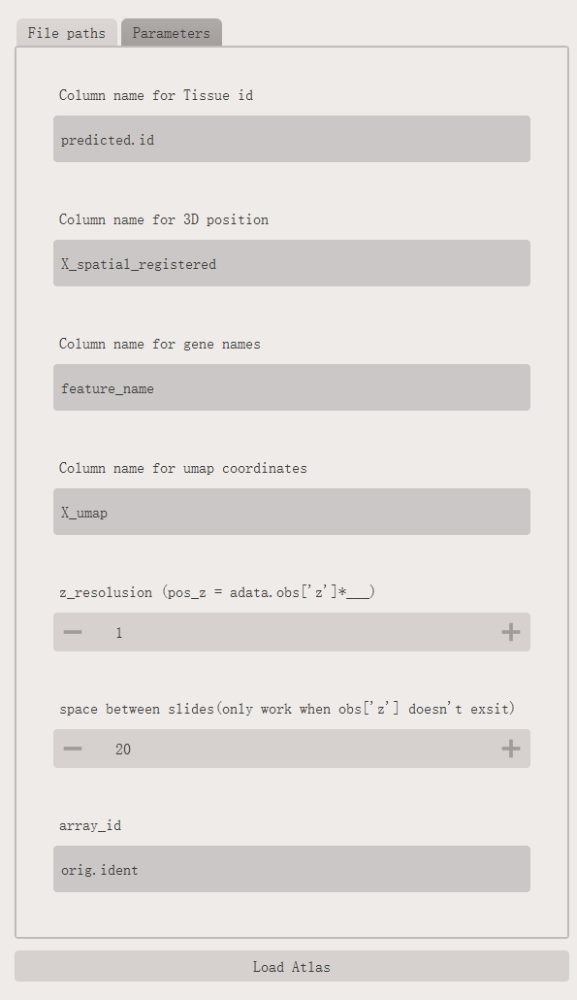 File paths Parameters
Column name for Tissue id
predicted.id
Column name for 3D position
X_spatial_registered
Column name for gene names
feature_name
Column name for umap coordinates
X_umap
z_resolusion (pos_z = adata.obs['z']*___)
1
space between slides(only work when obs['z'] doesn't exsit)
20
array_id
orig.ident
Load Atlas